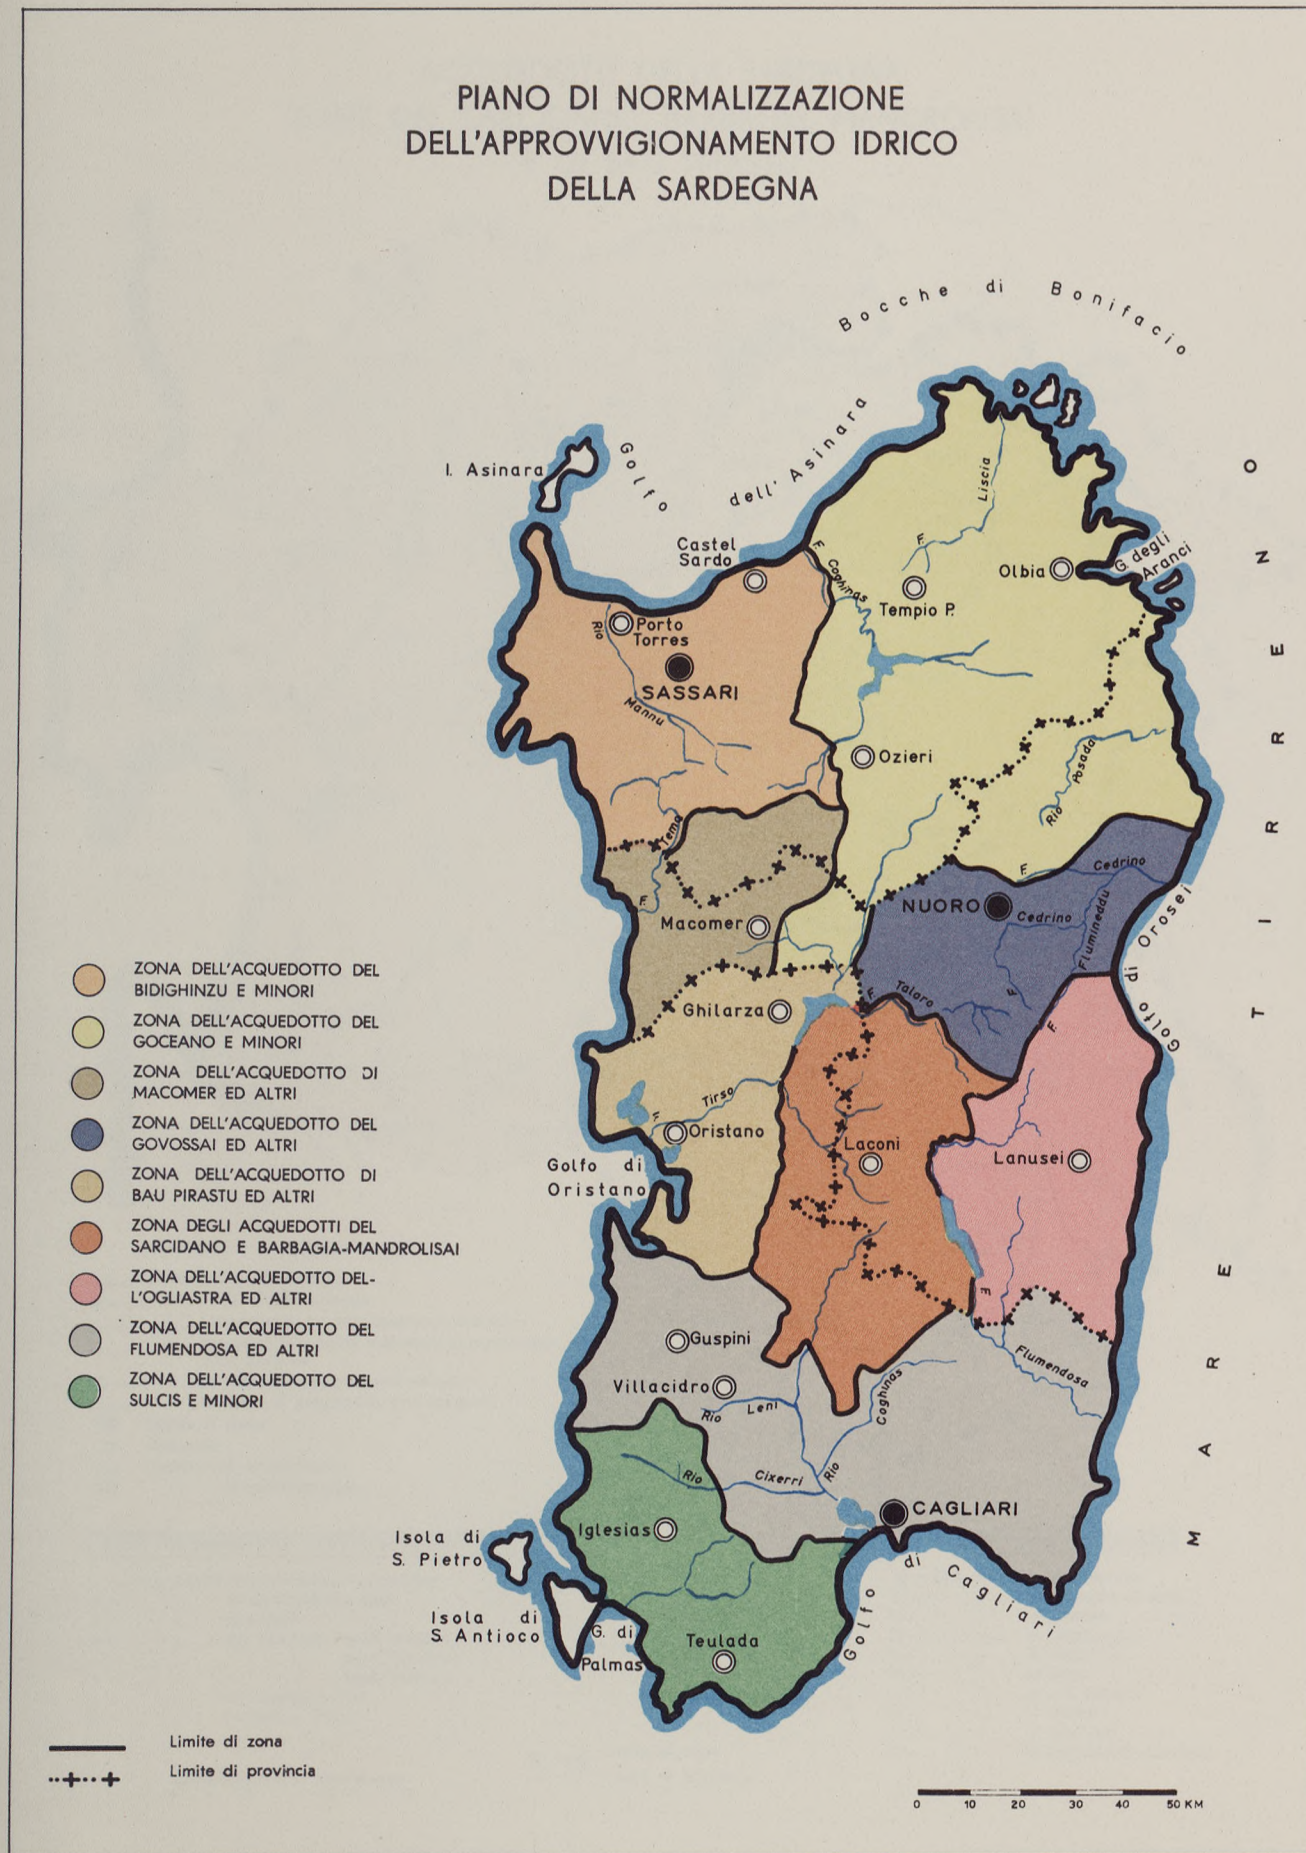 PIANO DI NORMALIZZAZIONE
DELL'APPROVVIGIONAMENTO IDRICO
DELLA SARDEGNA
Bocche di Bonifacio
Golfo dell'Asinara
I. Asinara
Castel
Sardo
Porto
Torres
SASSARI
Rio
Mannu
F. Coghinas
F. Liscia
Tempio P.
Olbia
G. degli
Aranci
Ozieri
Rio Posada
F. Temo
Macomer
NUORO
F. Cedrino
Cedrino
F. Flumineddu
Golfo di Orosei
MARE TIRRENO
Ghilarza
F. Taloro
F.
F. Tirso
Oristano
Golfo di
Oristano
Laconi
Lanusei
Guspini
Villacidro
Rio Leni
Rio Coghinas
F. Flumendosa
Rio Cixerri
CAGLIARI
Iglesias
Isola di
S. Pietro
Isola di
S. Antioco
G. di
Palmas
Teulada
Golfo di Cagliari
ZONA DELL'ACQUEDOTTO DEL
BIDIGHINZU E MINORI
ZONA DELL'ACQUEDOTTO DEL
GOCEANO E MINORI
ZONA DELL'ACQUEDOTTO DI
MACOMER ED ALTRI
ZONA DELL'ACQUEDOTTO DEL
GOVOSSAI ED ALTRI
ZONA DELL'ACQUEDOTTO DI
BAU PIRASTU ED ALTRI
ZONA DEGLI ACQUEDOTTI DEL
SARCIDANO E BARBAGIA-MANDROLISAI
ZONA DELL'ACQUEDOTTO DEL-
L'OGLIASTRA ED ALTRI
ZONA DELL'ACQUEDOTTO DEL
FLUMENDOSA ED ALTRI
ZONA DELL'ACQUEDOTTO DEL
SULCIS E MINORI
Limite di zona
Limite di provincia
0 10 20 30 40 50 KM